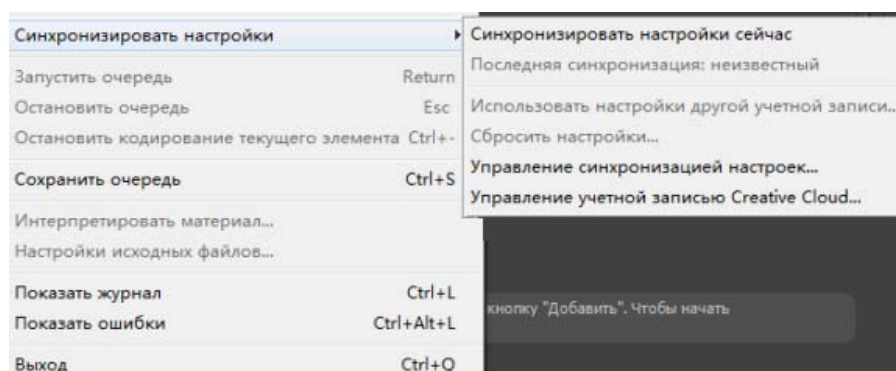 Синхронизировать настройки
Запустить очередь Return
Остановить очередь Esc
Остановить кодирование текущего элемента Ctrl+-
Сохранить очередь Ctrl+S
Интерпретировать материал...
Настройки исходных файлов...
Показать журнал Ctrl+L
Показать ошибки Ctrl+Alt+L
Выход Ctrl+Q
Синхронизировать настройки сейчас
Последняя синхронизация: неизвестный
Использовать настройки другой учетной записи...
Сбросить настройки...
Управление синхронизацией настроек...
Управление учетной записью Creative Cloud...
кнопку "Добавить". Чтобы начать